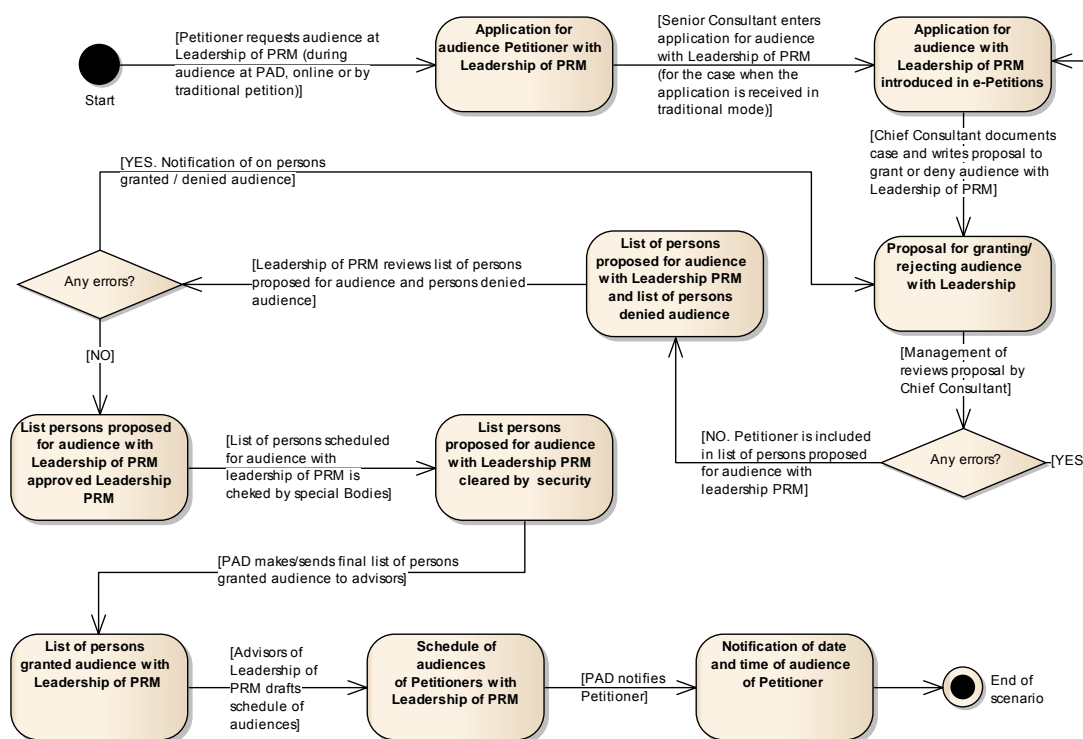 Start
[Petitioner requests audience at
Leadership of PRM (during
audience at PAD, online or by
traditional petition)]
Application for
audience Petitioner with
Leadership of PRM
[Senior Consultant enters
application for audience
with Leadership of PRM
(for the case when the
application is received in
traditional mode)]
Application for
audience with
Leadership of PRM
introduced in e-Petitions
[Chief Consultant documents
case and writes proposal to
grant or deny audience with
Leadership of PRM]
Proposal for granting/
rejecting audience
with Leadership
[Management of
reviews proposal by
Chief Consultant]
Any errors?
[YES
[NO. Petitioner is included
in list of persons proposed
for audience with
leadership PRM]
List of persons
proposed for audience
with Leadership PRM
and list of persons
denied audience
[Leadership of PRM reviews list of persons
proposed for audience and persons denied
audience]
Any errors?
[YES. Notification of on persons
granted / denied audience]
[NO]
List persons proposed
for audience with
Leadership of PRM
approved Leadership
PRM
[List of persons scheduled
for audience with
leadership of PRM is
cheked by special Bodies]
List persons
proposed for audience
with Leadership PRM
cleared by security
[PAD makes/sends final list of persons
granted audience to advisors]
List of persons
granted audience with
Leadership of PRM
[Advisors of
Leadership of
PRM drafts
schedule of
audiences]
Schedule of
audiences
of Petitioners with
Leadership of PRM
[PAD notifies
Petitioner]
Notification of date
and time of audience
of Petitioner
End of
scenario